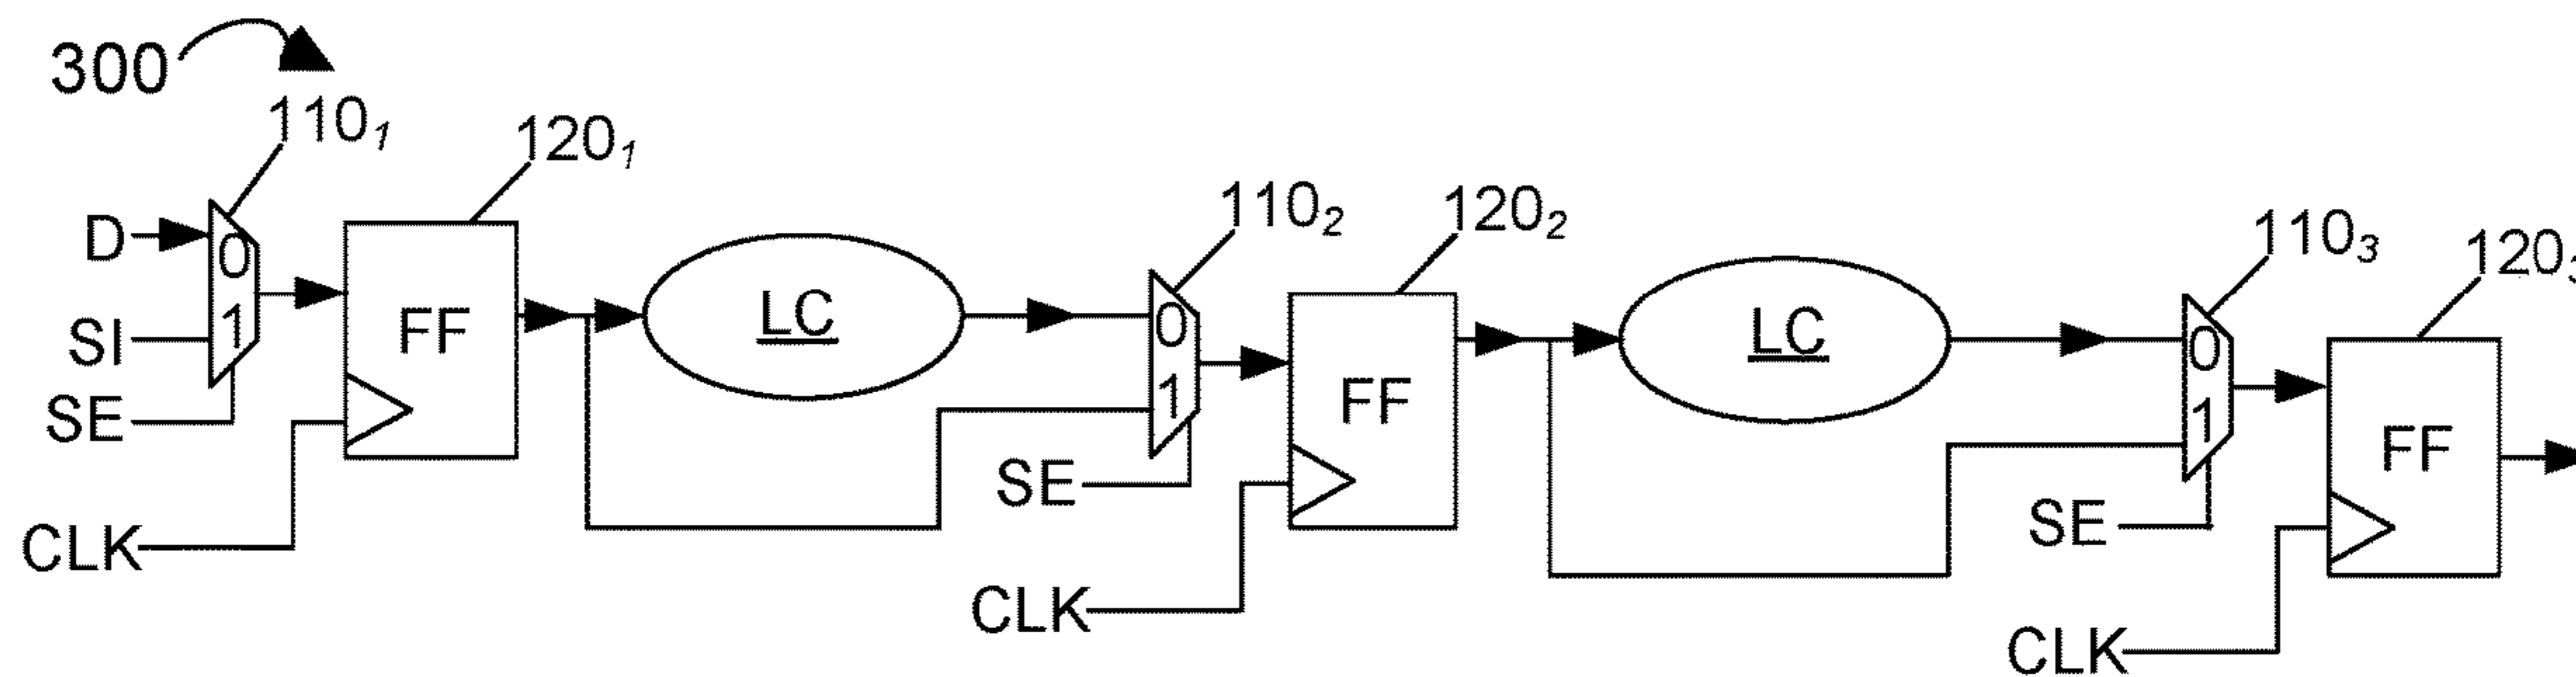 300
110₁
120₁
D
0
1
SI
SE
CLK
FF
LC
110₂
120₂
0
1
SE
CLK
FF
LC
110₃
120₃
0
1
SE
CLK
FF